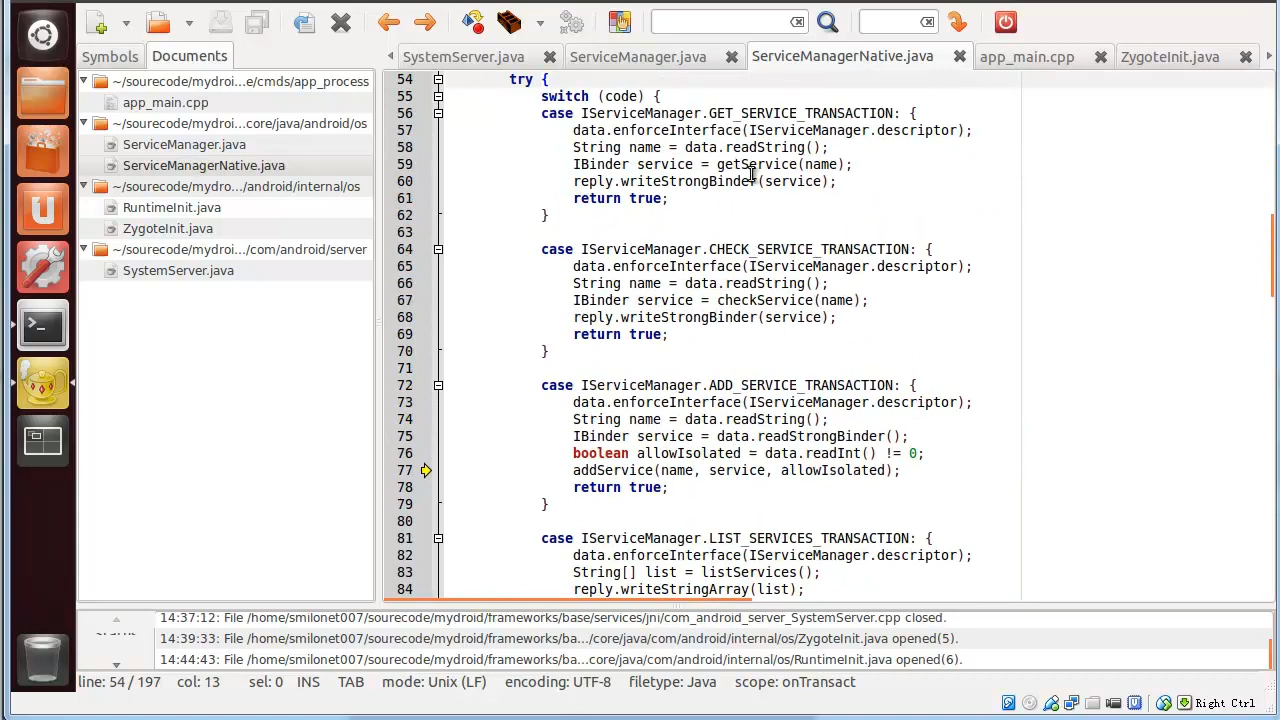 Symbols
Documents
SystemServer.java
ServiceManager.java
ServiceManagerNative.java
app_main.cpp
ZygoteInit.java
~/sourecode/mydroi...e/cmds/app_process
app_main.cpp
~/sourecode/mydroi...core/java/android/os
ServiceManager.java
ServiceManagerNative.java
~/sourecode/mydro.../android/internal/os
RuntimeInit.java
ZygoteInit.java
~/sourecode/mydroi.../com/android/server
SystemServer.java
54 try {
55 switch (code) {
56 case IServiceManager.GET_SERVICE_TRANSACTION: {
57 data.enforceInterface(IServiceManager.descriptor);
58 String name = data.readString();
59 IBinder service = getService(name);
60 reply.writeStrongBinder(service);
61 return true;
62 }
63
64 case IServiceManager.CHECK_SERVICE_TRANSACTION: {
65 data.enforceInterface(IServiceManager.descriptor);
66 String name = data.readString();
67 IBinder service = checkService(name);
68 reply.writeStrongBinder(service);
69 return true;
70 }
71
72 case IServiceManager.ADD_SERVICE_TRANSACTION: {
73 data.enforceInterface(IServiceManager.descriptor);
74 String name = data.readString();
75 IBinder service = data.readStrongBinder();
76 boolean allowIsolated = data.readInt() != 0;
77 addService(name, service, allowIsolated);
78 return true;
79 }
80
81 case IServiceManager.LIST_SERVICES_TRANSACTION: {
82 data.enforceInterface(IServiceManager.descriptor);
83 String[] list = listServices();
84 reply.writeStringArray(list);
14:37:12: File /home/smilonet007/sourecode/mydroid/frameworks/base/services/jni/com_android_server_SystemServer.cpp closed.
14:39:33: File /home/smilonet007/sourecode/mydroid/frameworks/ba.../core/java/com/android/internal/os/ZygoteInit.java opened(5).
14:44:43: File /home/smilonet007/sourecode/mydroid/frameworks/ba...core/java/com/android/internal/os/RuntimeInit.java opened(6).
line: 54 / 197 col: 13 sel: 0 INS TAB mode: Unix (LF) encoding: UTF-8 filetype: Java scope: onTransact
Right Ctrl